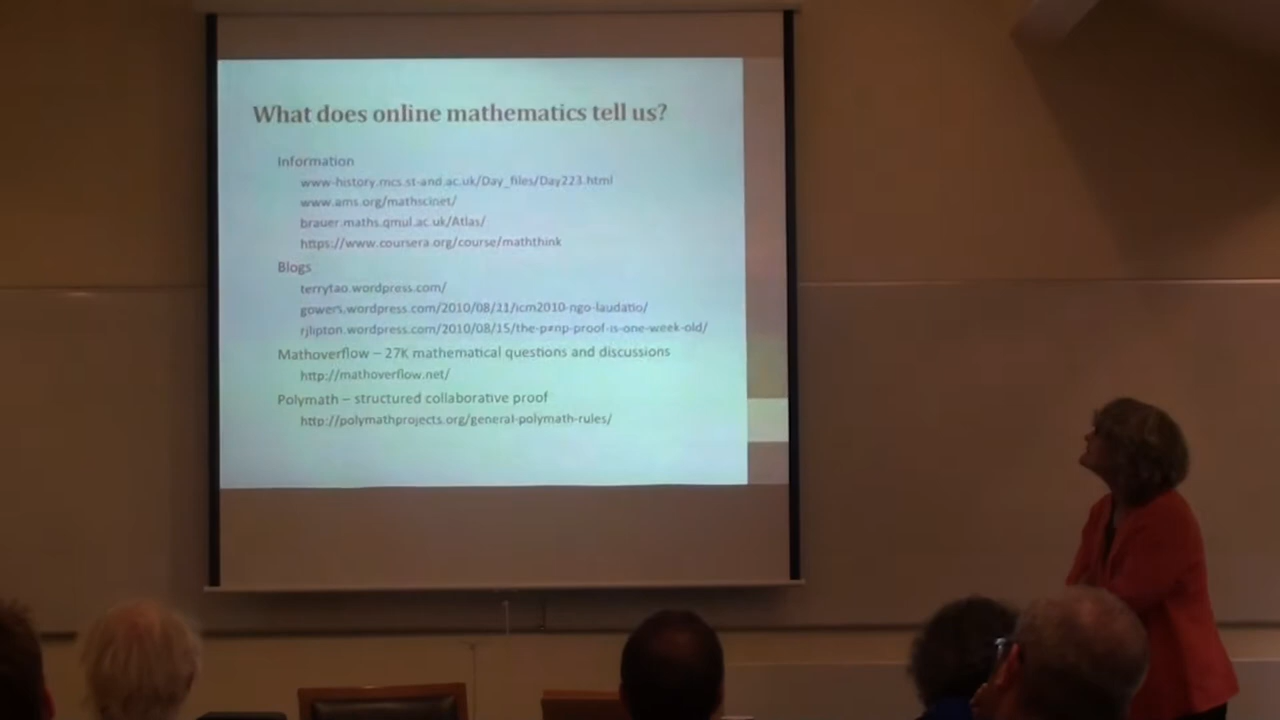 What does online mathematics tell us?
Information
www-history.mcs.st-and.ac.uk/Day_files/Day223.html
www.ams.org/mathscinet/
brauer.maths.qmul.ac.uk/Atlas/
https://www.coursera.org/course/maththink
Blogs
terrytao.wordpress.com/
gowers.wordpress.com/2010/08/21/icm2010-ngo-laudatio/
rjlipton.wordpress.com/2010/08/15/the-p≠np-proof-is-one-week-old/
Mathoverflow – 27K mathematical questions and discussions
http://mathoverflow.net/
Polymath – structured collaborative proof
http://polymathprojects.org/general-polymath-rules/